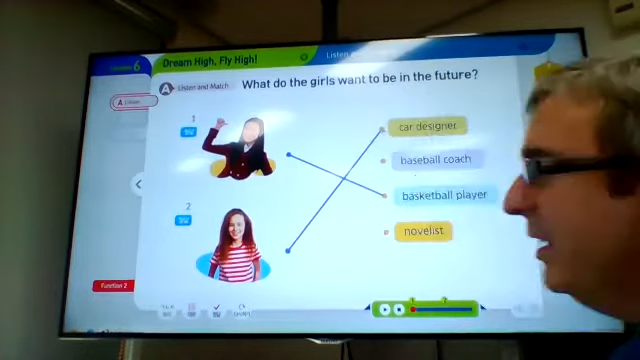 6
Dream High, Fly High!
Listen
A Listen and Match
What do the girls want to be in the future?
A Listen
1
car designer
baseball coach
basketball player
2
novelist
Function 2